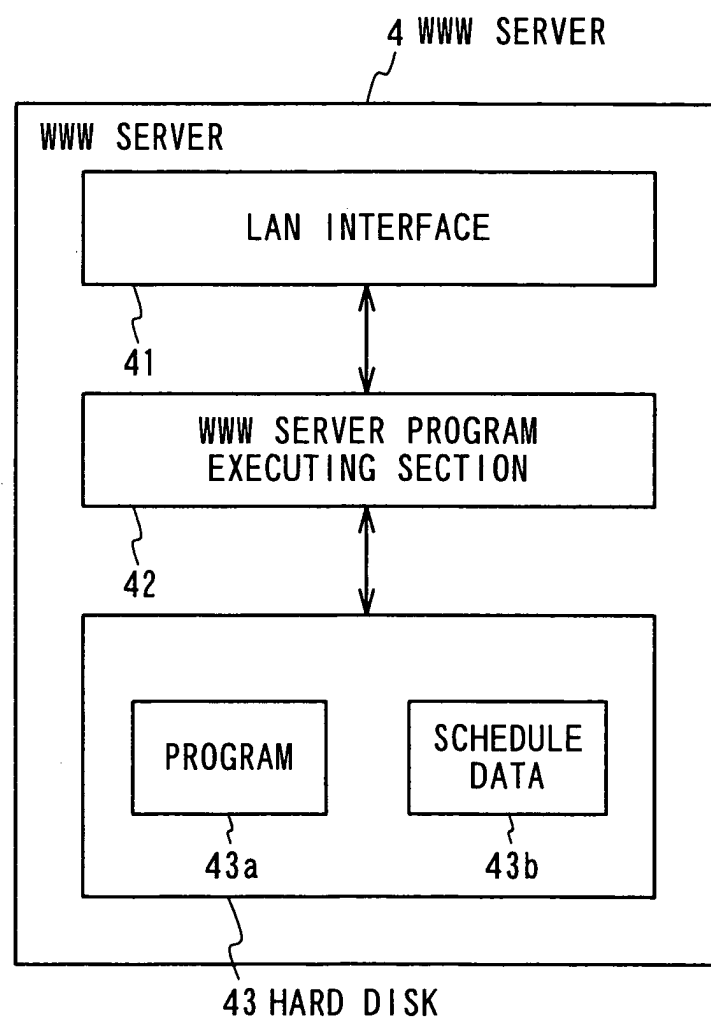 4 WWW SERVER
WWW SERVER
LAN INTERFACE
41
WWW SERVER PROGRAM
EXECUTING SECTION
42
PROGRAM
SCHEDULE
DATA
43a
43b
43 HARD DISK